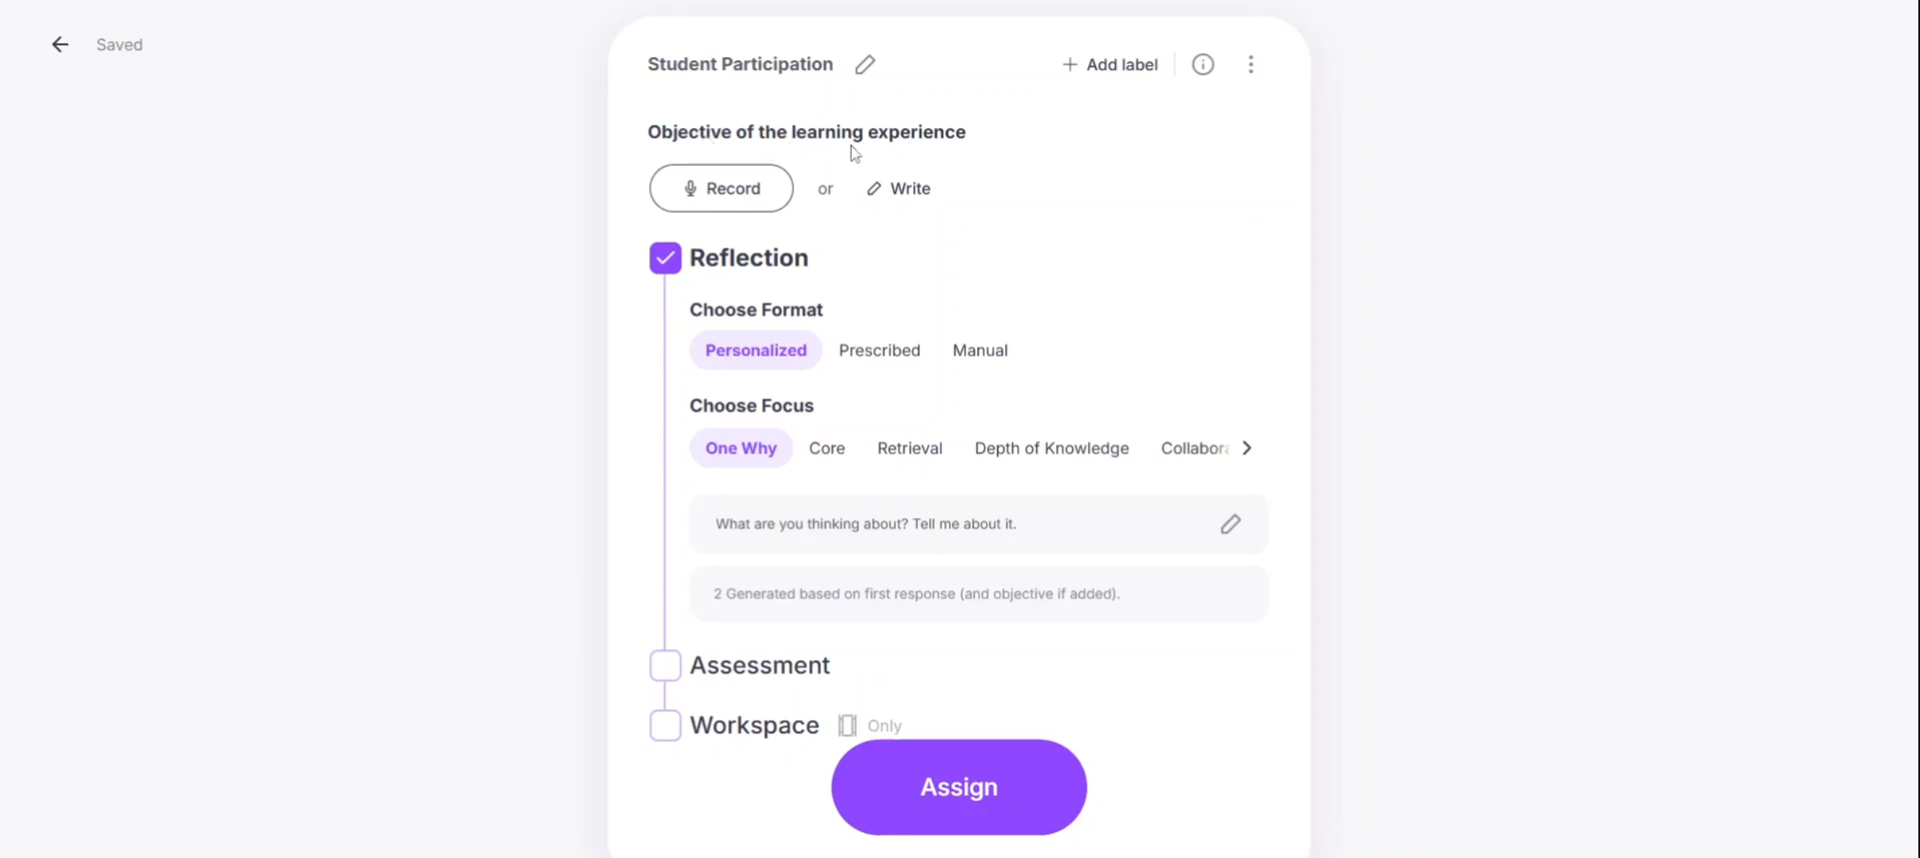 Saved
Student Participation
Add label
Objective of the learning experience
Record or Write
Reflection
Choose Format
Personalized Prescribed Manual
Choose Focus
One Why Core Retrieval Depth of Knowledge Collabor
What are you thinking about? Tell me about it.
2 Generated based on first response (and objective if added).
Assessment
Workspace Only
Assign